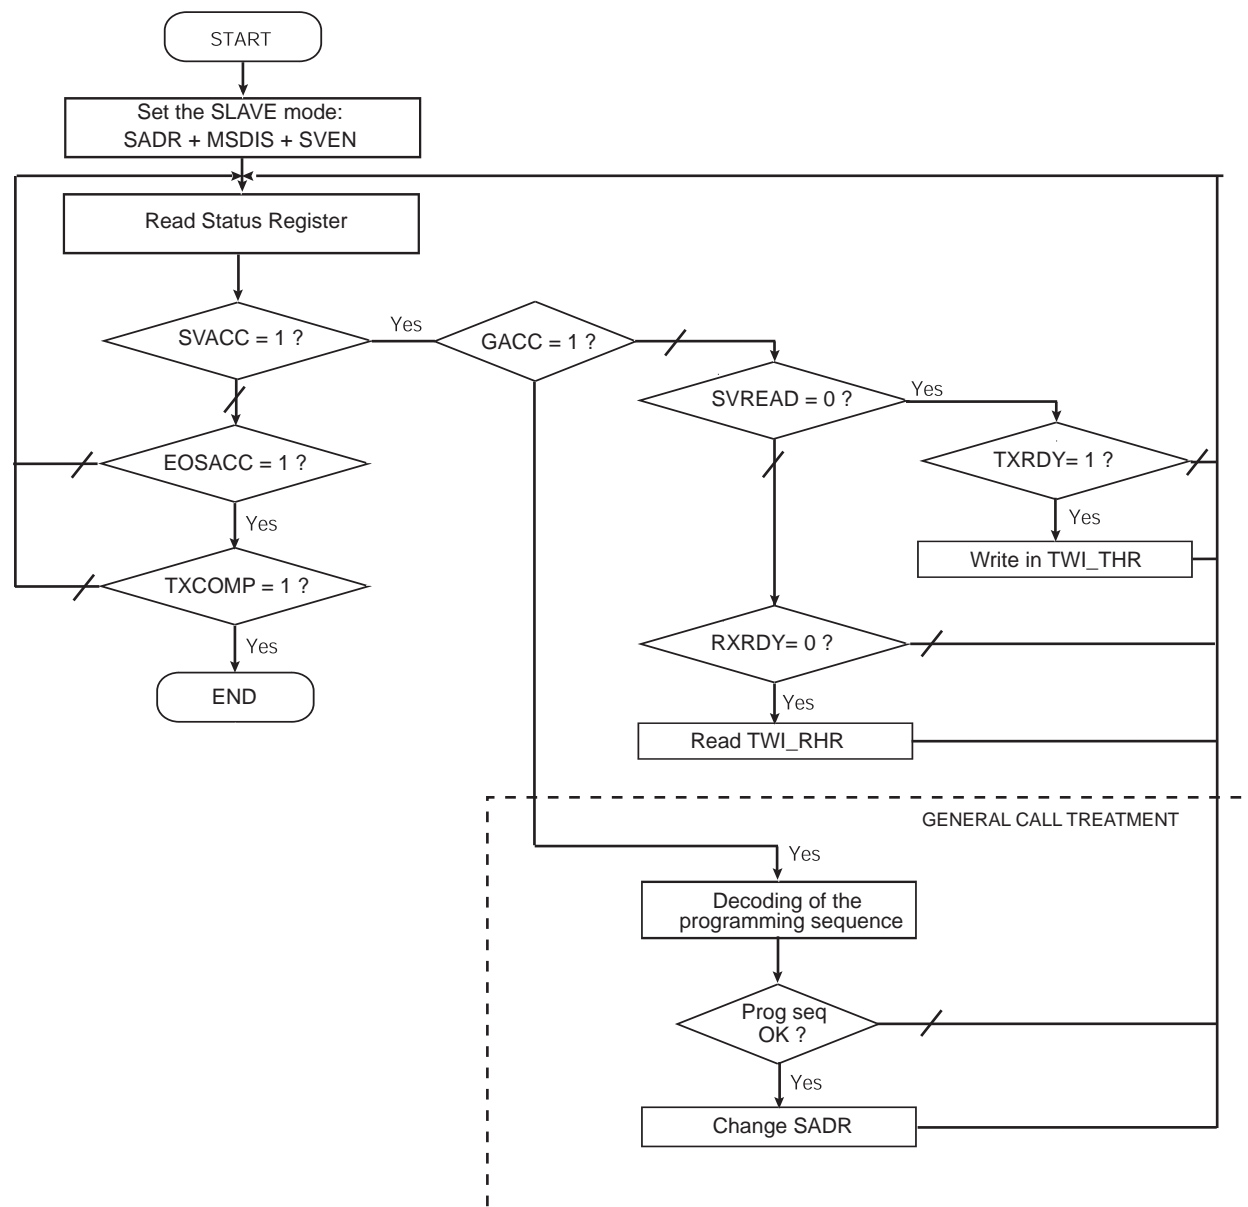 START
Set the SLAVE mode:
SADR + MSDIS + SVEN
Read Status Register
SVACC = 1 ?
Yes
GACC = 1 ?
SVREAD = 0 ?
Yes
EOSACC = 1 ?
TXRDY= 1 ?
Yes
Yes
Write in TWI_THR
TXCOMP = 1 ?
Yes
RXRDY= 0 ?
END
Yes
Read TWI_RHR
GENERAL CALL TREATMENT
Yes
Decoding of the
programming sequence
Prog seq
OK ?
Yes
Change SADR